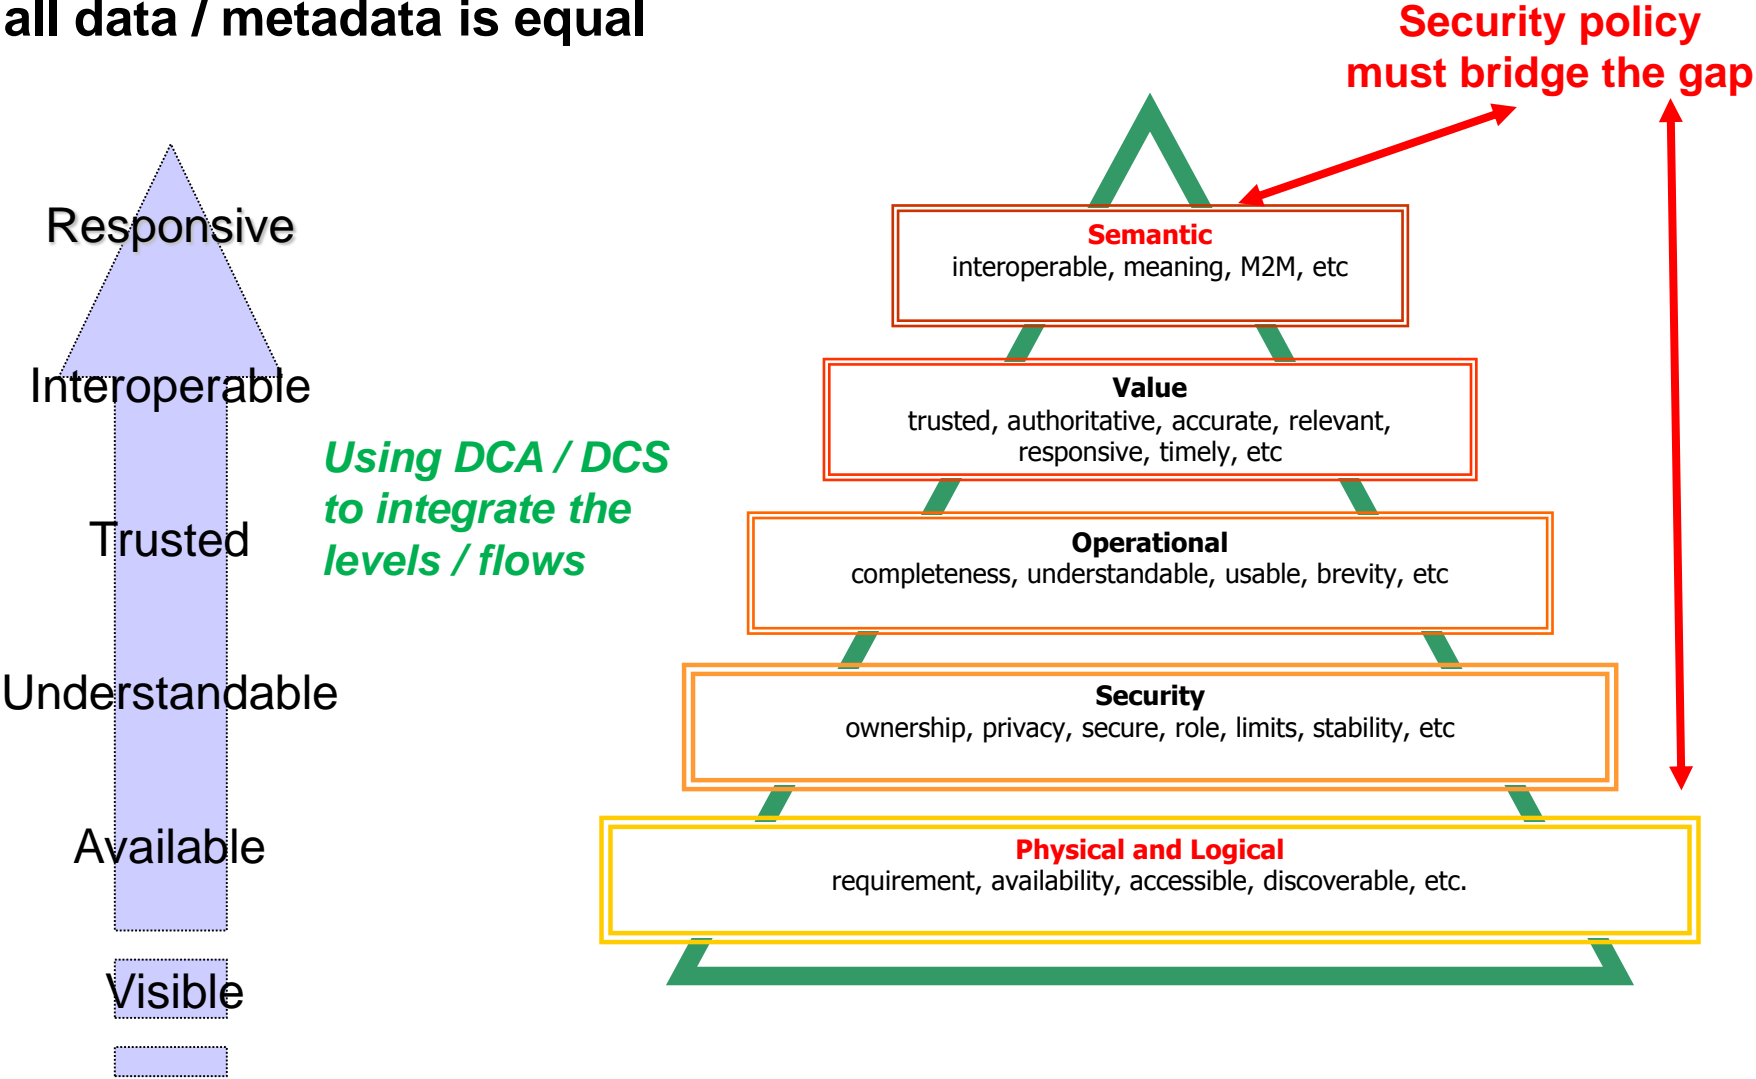 all data / metadata is equal
Security policy
must bridge the gap
Responsive
Interoperable
Trusted
Understandable
Available
Visible
Using DCA / DCS
to integrate the
levels / flows
Semantic
interoperable, meaning, M2M, etc
Value
trusted, authoritative, accurate, relevant,
responsive, timely, etc
Operational
completeness, understandable, usable, brevity, etc
Security
ownership, privacy, secure, role, limits, stability, etc
Physical and Logical
requirement, availability, accessible, discoverable, etc.